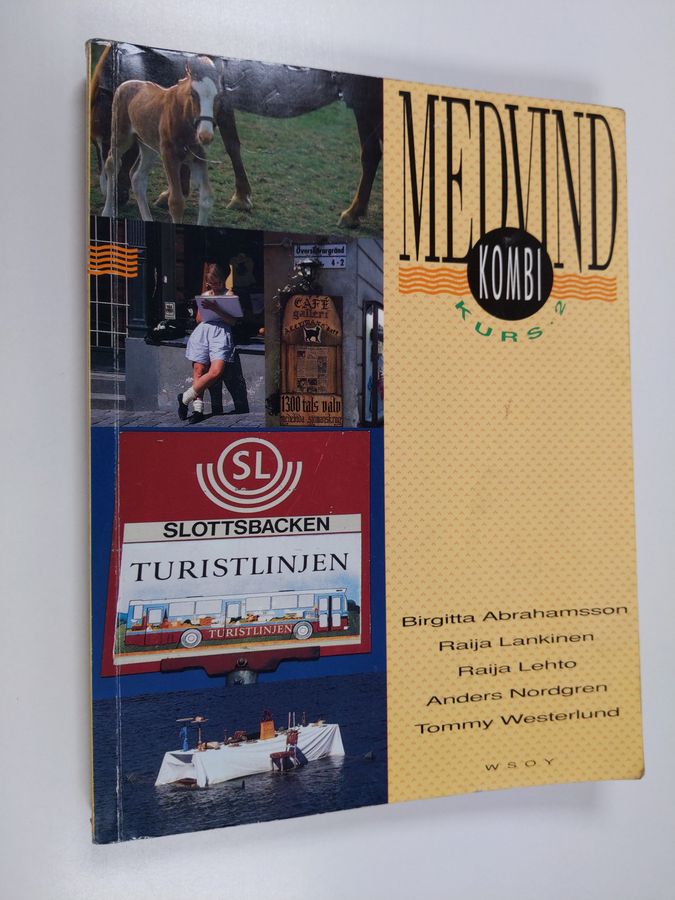 MEDVIND
KOMBI
KURS 2
Överskärargränd
4-2
CAFÉ
galleri
1300 tals valv
SL
SLOTTSBACKEN
TURISTLINJEN
TURISTLINJEN
Birgitta Abrahamsson
Raija Lankinen
Raija Lehto
Anders Nordgren
Tommy Westerlund
WSOY